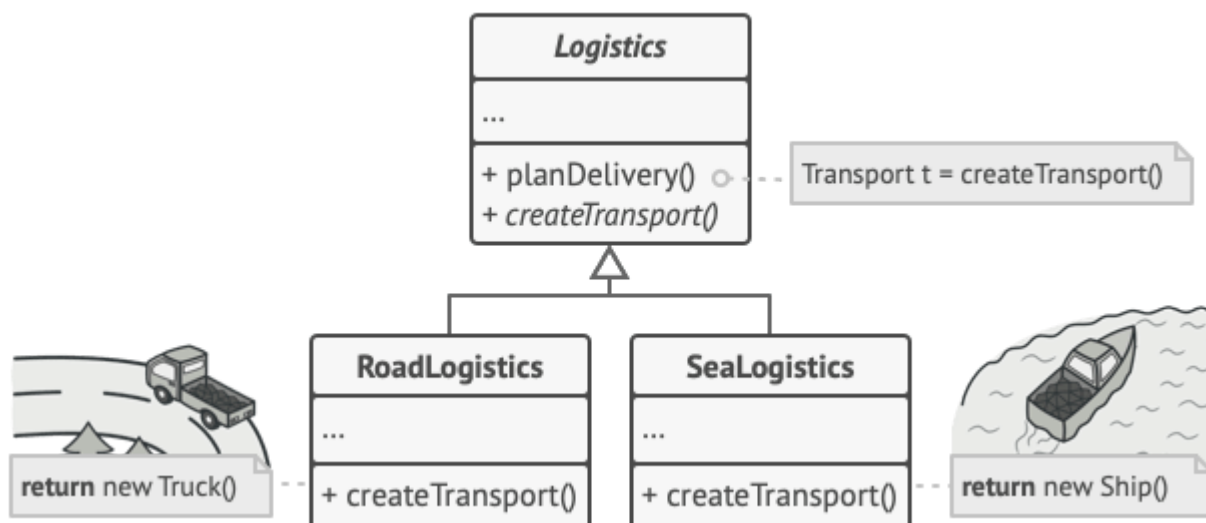 Logistics
...
+ planDelivery()
Transport t = createTransport()
+ createTransport()
RoadLogistics
SeaLogistics
...
...
return new Truck()
+ createTransport()
+ createTransport()
return new Ship()